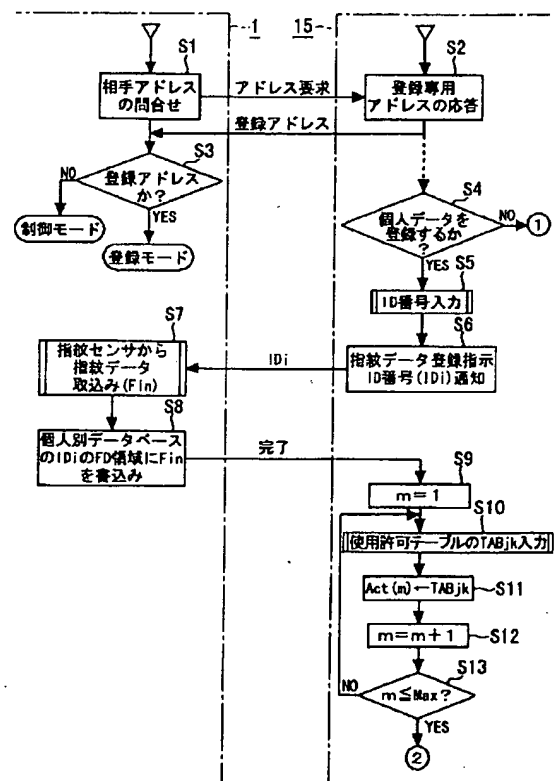 1
15
S1
相手アドレス
の問合せ
アドレス要求
S2
登録専用
アドレスの応答
登録アドレス
S3
登録アドレス
か?
NO
YES
制御モード
登録モード
S4
個人データを
登録するか
?
NO
1
YES
S5
ID番号入力
S6
指紋データ登録指示
ID番号(IDi)通知
IDi
S7
指紋センサから
指紋データ
取込み(Fin)
S8
個人別データベース
のIDiのFD領域にFin
を書込み
完了
S9
m=1
S10
使用許可テーブルのTABjk入力
Act(m)←TABjk
S11
m=m+1
S12
S13
m≦Max?
NO
YES
2